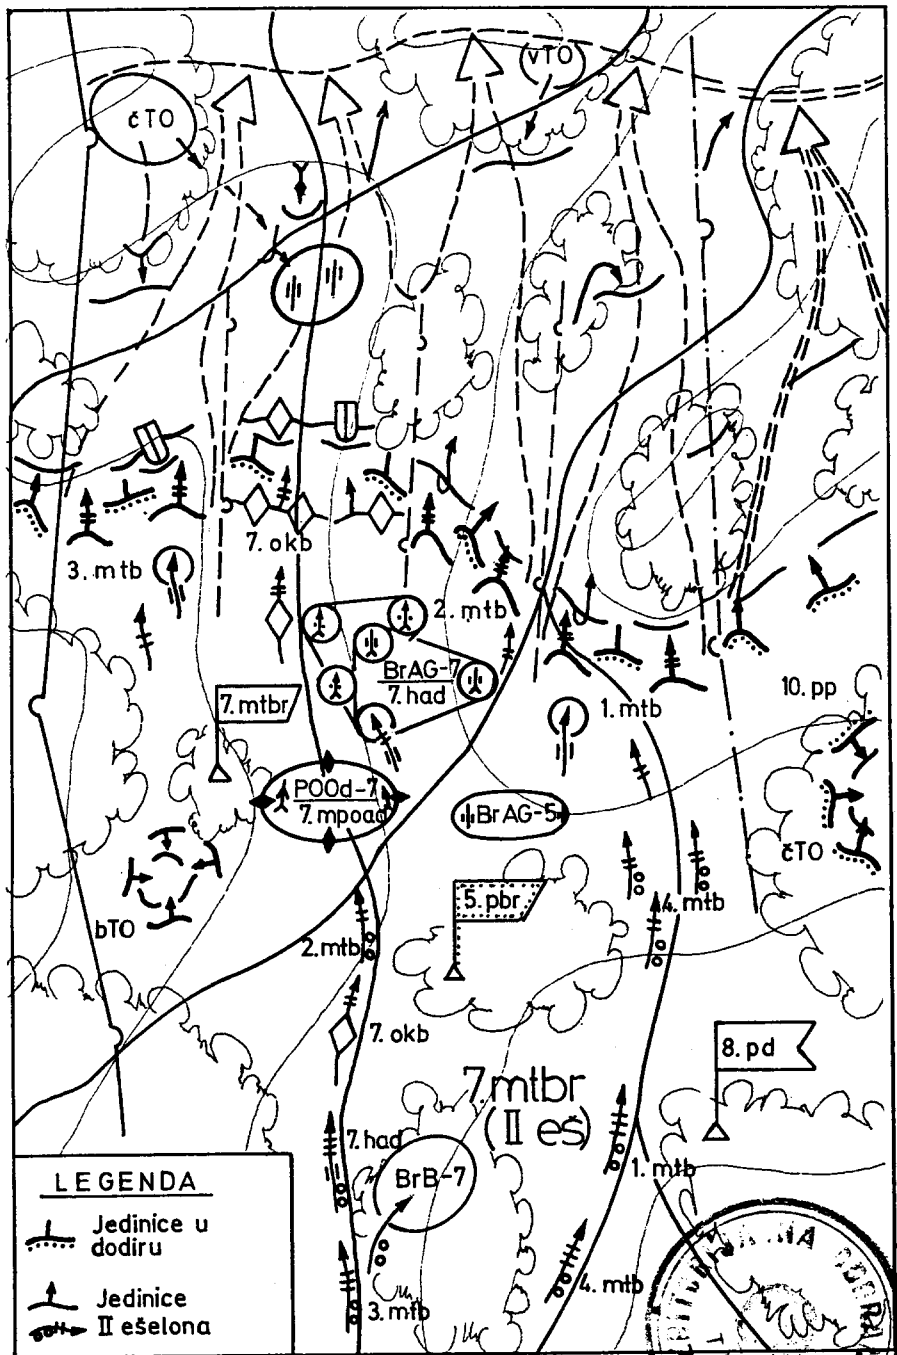 čTO
(vTO)
3. mtb
7. okb
2. mtb
BrAG-7
7. had
7. mtbr
1. mtb
10. pp
POOd-7
7. mpoad
BrAG-5
čTO
bTO
5. pbr
4. mtb
2. mtb
7. okb
8. pd
7. mtbr
(II eš)
7. had
BrB-7
1. mtb
3. mtb
4. mtb
LEGENDA
Jedinice u
dodiru
Jedinice
II ešelona